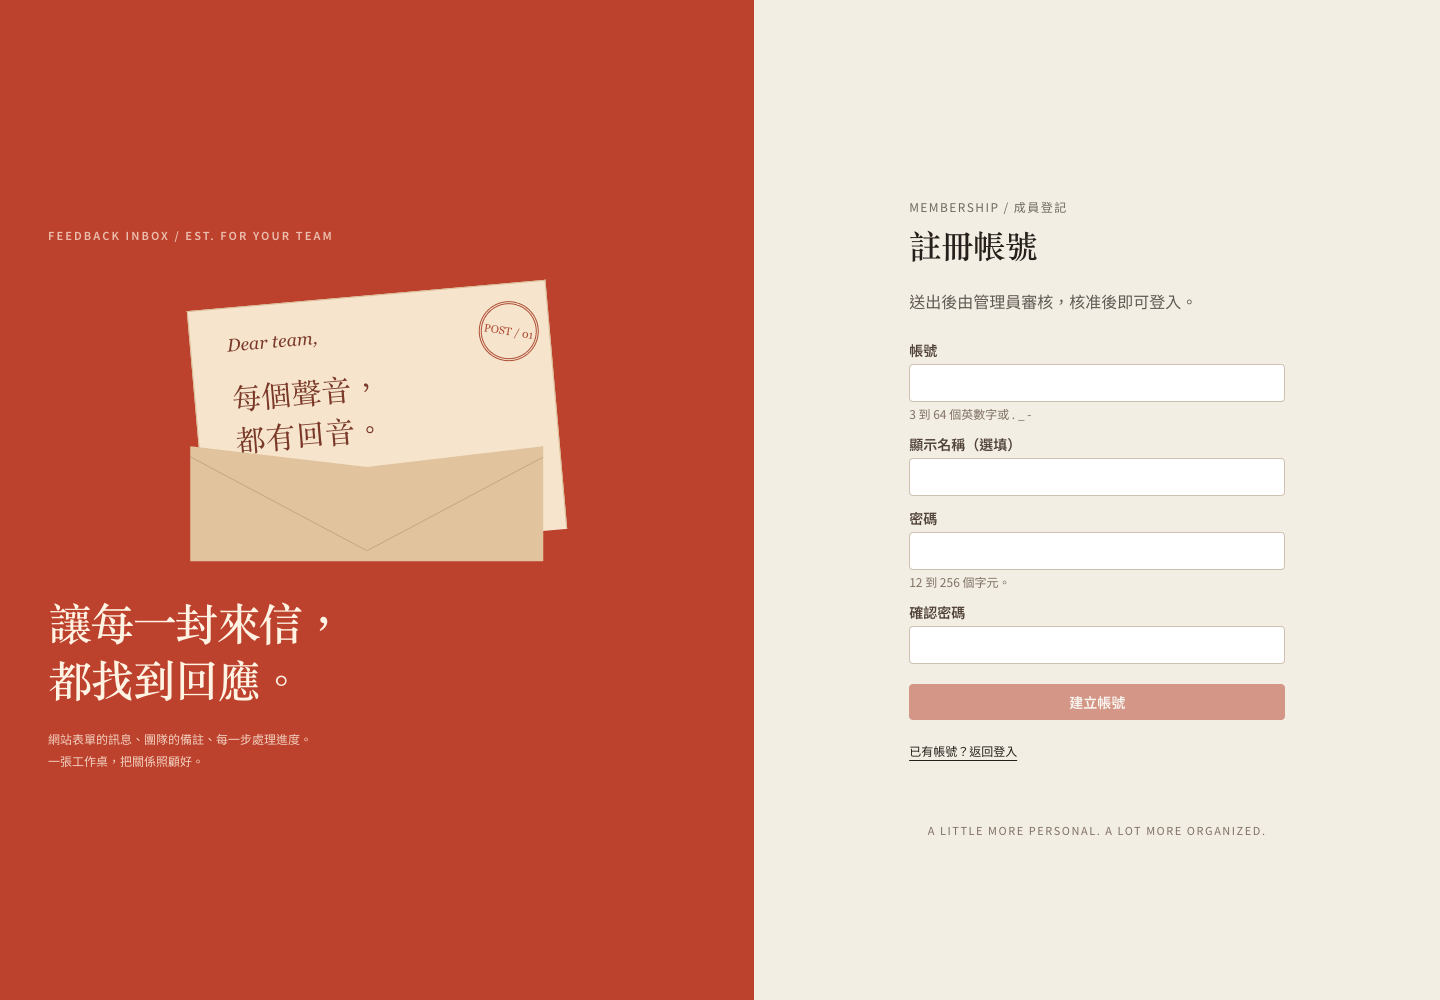 FEEDBACK INBOX / EST. FOR YOUR TEAM
Dear team,
POST / 01
每個聲音，
都有回音。
讓每一封來信，
都找到回應。
網站表單的訊息、團隊的備註、每一步處理進度。
一張工作桌，把關係照顧好。
MEMBERSHIP / 成員登記
註冊帳號
送出後由管理員審核，核准後即可登入。
帳號
3 到 64 個英數字或 . _ -
顯示名稱（選填）
密碼
12 到 256 個字元。
確認密碼
建立帳號
已有帳號？返回登入
A LITTLE MORE PERSONAL. A LOT MORE ORGANIZED.